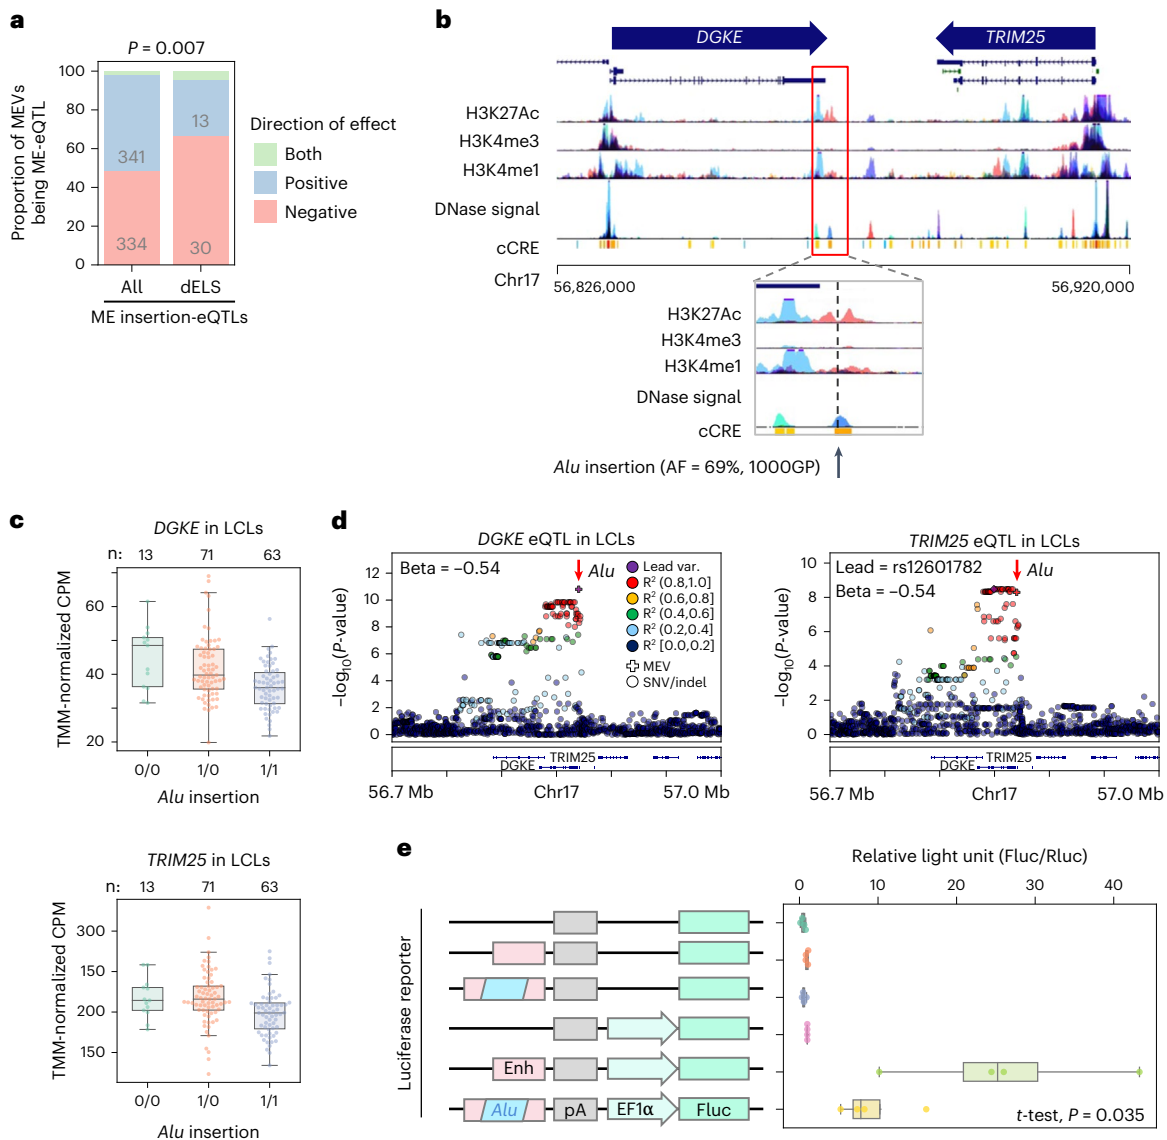 a
P = 0.007
Proportion of MEVs
being ME-eQTL
100
80
60
40
20
0
341
334
13
30
All
dELS
ME insertion-eQTLs
Direction of effect
Both
Positive
Negative
b
DGKE
TRIM25
H3K27Ac
H3K4me3
H3K4me1
DNase signal
cCRE
Chr17
56,826,000
56,920,000
H3K27Ac
H3K4me3
H3K4me1
DNase signal
cCRE
Alu insertion (AF = 69%, 1000GP)
c
DGKE in LCLs
n: 13 71 63
TMM-normalized CPM
60
40
20
0/0 1/0 1/1
Alu insertion
TRIM25 in LCLs
n: 13 71 63
TMM-normalized CPM
300
150
200
150
0/0 1/0 1/1
Alu insertion
d
DGKE eQTL in LCLs
Beta = −0.54
Alu
−log10(P-value)
12
10
8
6
4
2
0
Lead var.
R² (0.8,1.0]
R² (0.6,0.8]
R² (0.4,0.6]
R² (0.2,0.4]
R² [0.0,0.2]
MEV
SNV/indel
TRIM25
DGKE
56.7 Mb Chr17 57.0 Mb
TRIM25 eQTL in LCLs
Lead = rs12601782
Beta = −0.54
Alu
−log10(P-value)
10
8
6
4
2
0
TRIM25
DGKE
56.7 Mb Chr17 57.0 Mb
e
Relative light unit (Fluc/Rluc)
0 10 20 30 40
Luciferase reporter
Enh
Alu pA EF1α Fluc
t-test, P = 0.035